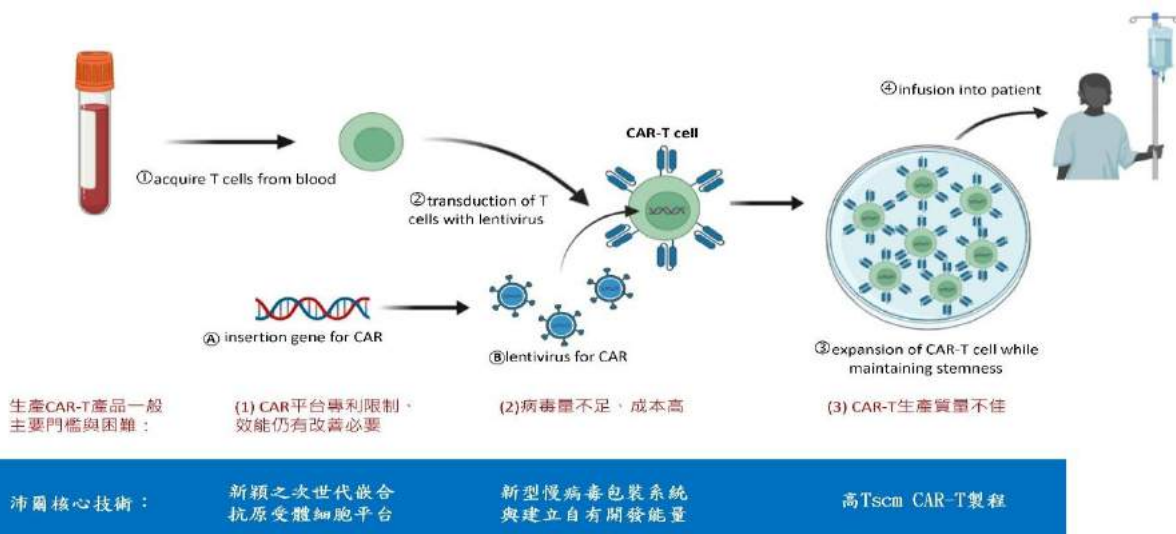 ④infusion into patient
CAR-T cell
①acquire T cells from blood
②transduction of T
cells with lentivirus
Ⓐ insertion gene for CAR
Ⓑlentivirus for CAR
③expansion of CAR-T cell while
maintaining stemness
生產CAR-T產品一般
主要門檻與困難：
(1) CAR平台專利限制、
效能仍有改善必要
(2)病毒量不足、成本高
(3) CAR-T生產質量不佳
沛爾核心技術：
新穎之次世代嵌合
抗原受體細胞平台
新型慢病毒包裝系統
與建立自有開發能量
高Tscm CAR-T製程